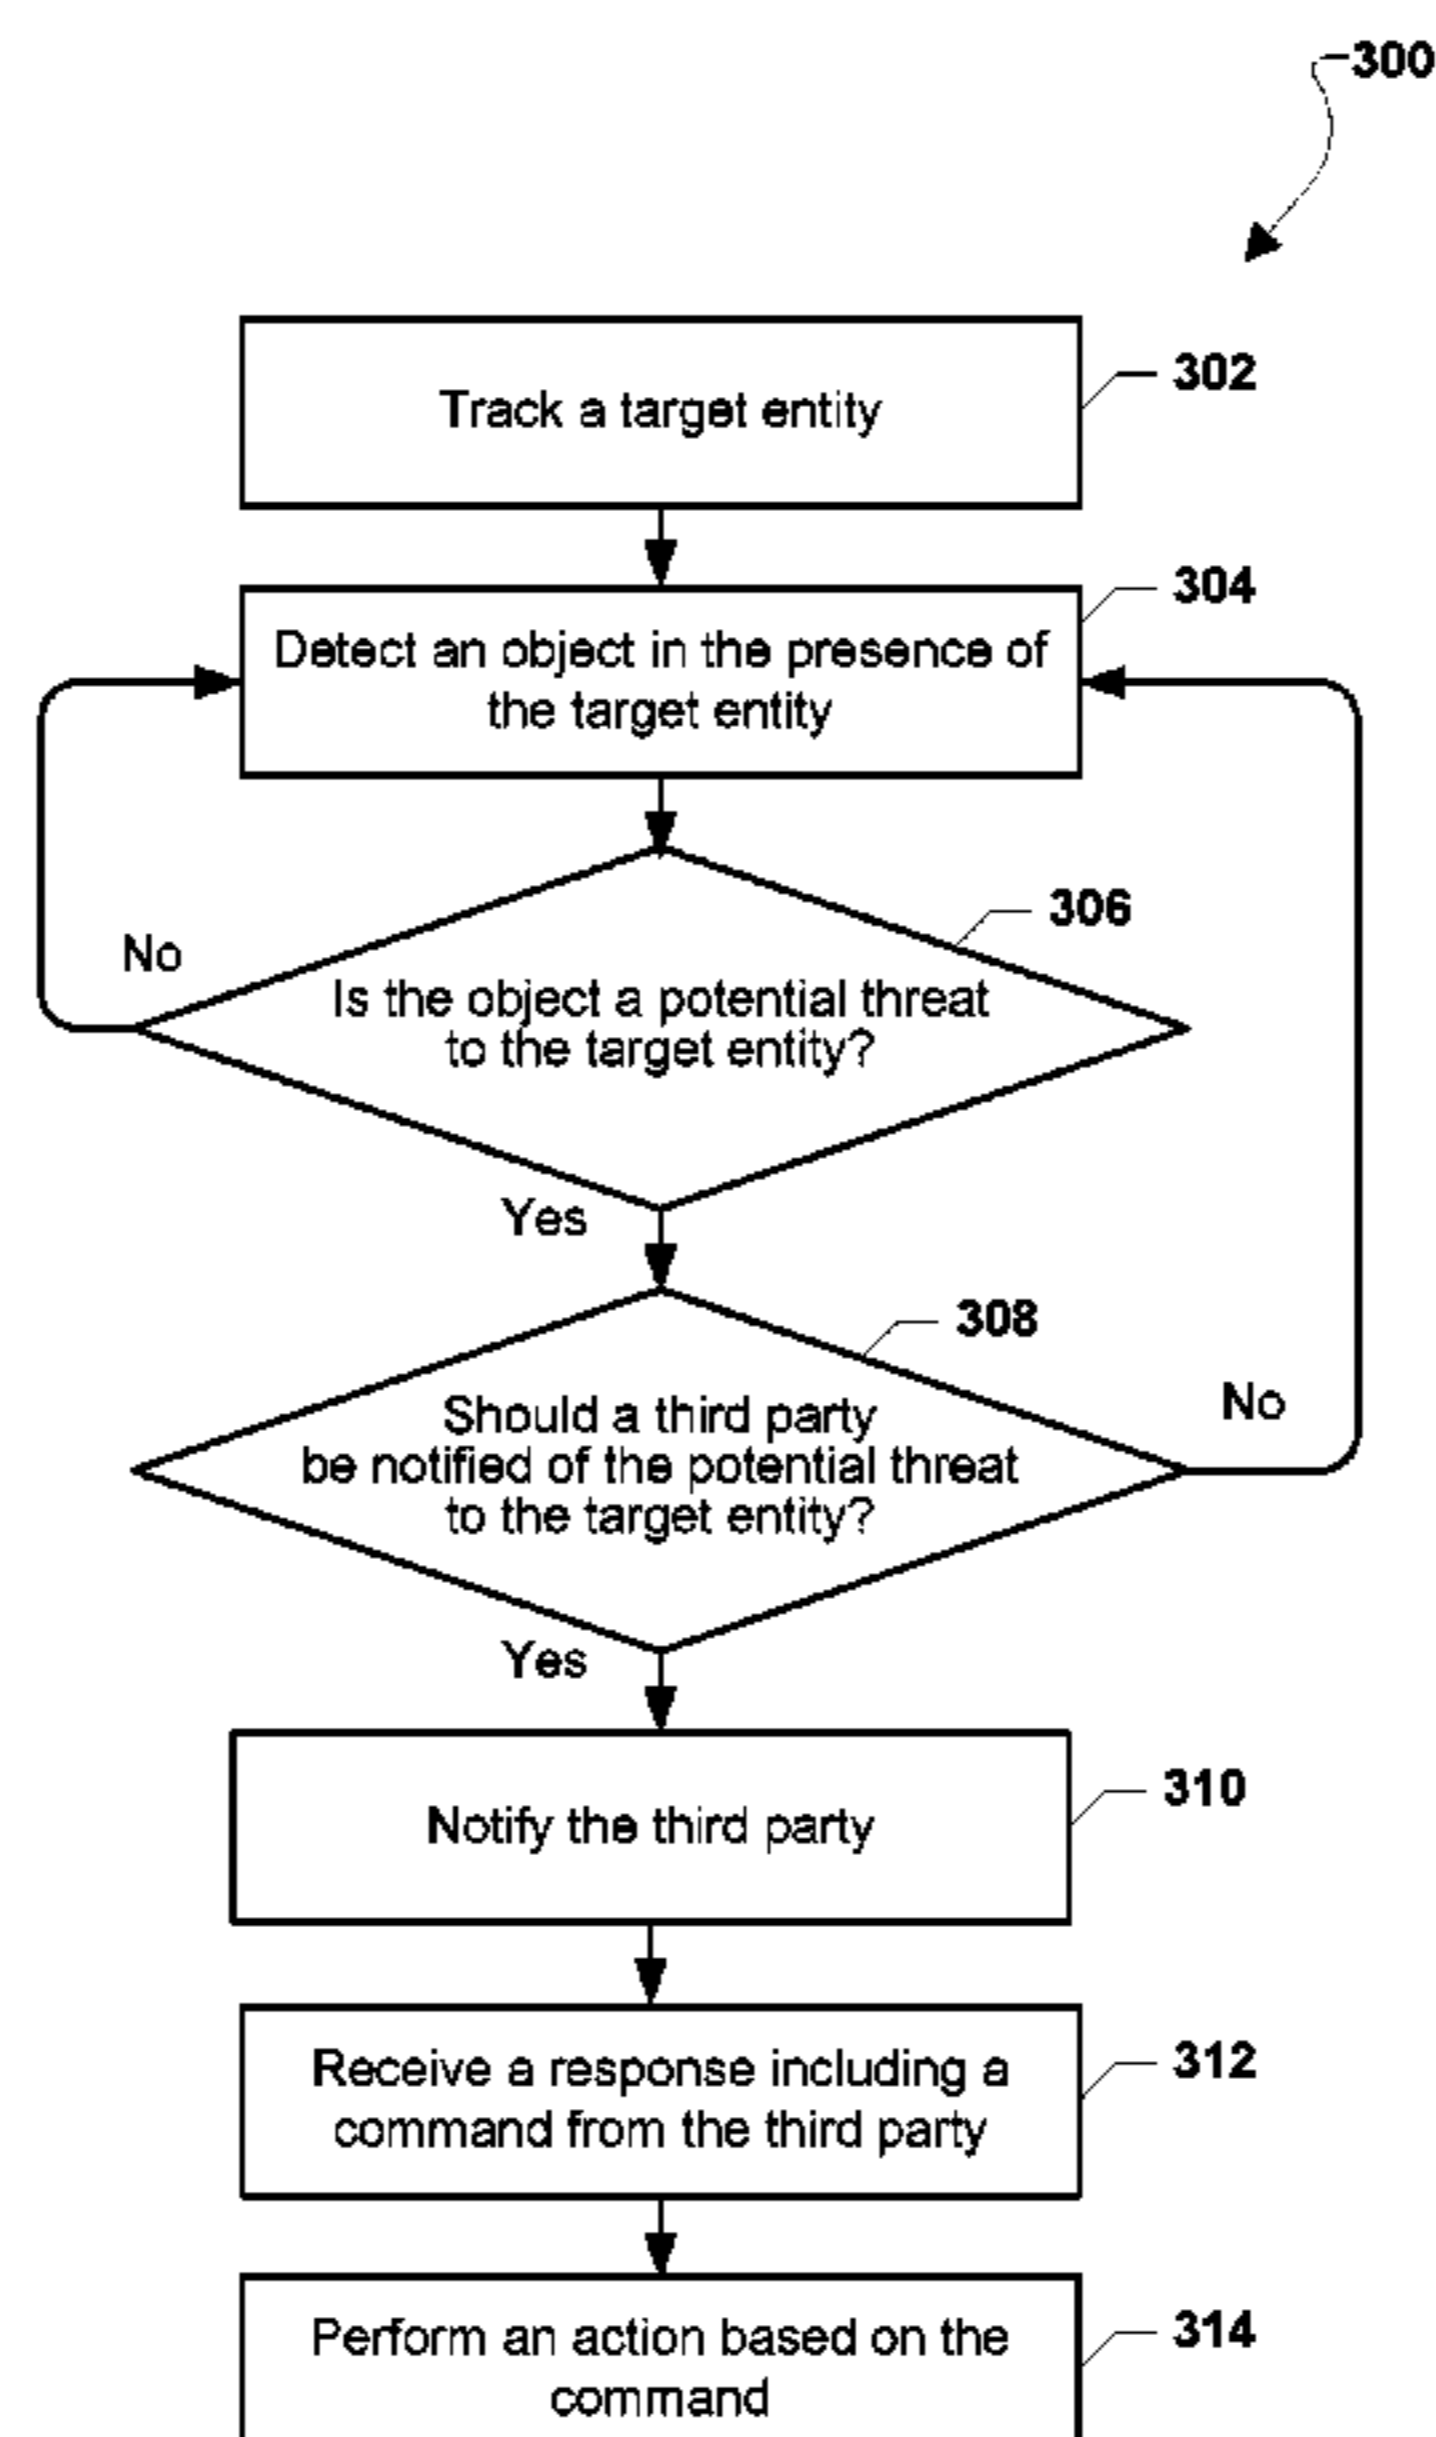 300
Track a target entity
302
304
Detect an object in the presence of
the target entity
306
No
Is the object a potential threat
to the target entity?
Yes
308
Should a third party
be notified of the potential threat
to the target entity?
No
Yes
310
Notify the third party
312
Receive a response including a
command from the third party
314
Perform an action based on the
command